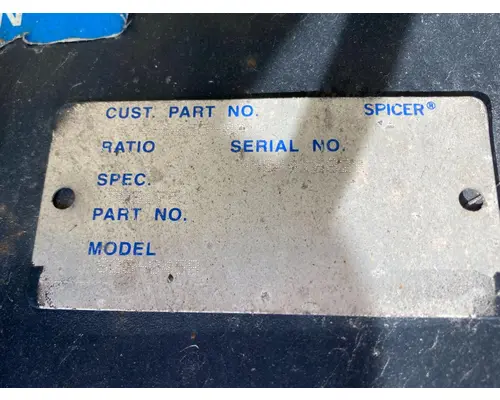 N
CUST. PART NO. SPICER®
RATIO SERIAL NO.
SPEC.
PART NO.
MODEL